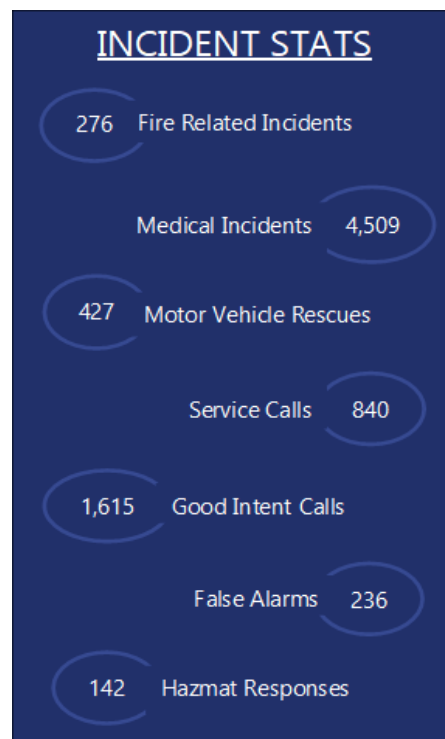 INCIDENT STATS
276 Fire Related Incidents
Medical Incidents 4,509
427 Motor Vehicle Rescues
Service Calls 840
1,615 Good Intent Calls
False Alarms 236
142 Hazmat Responses